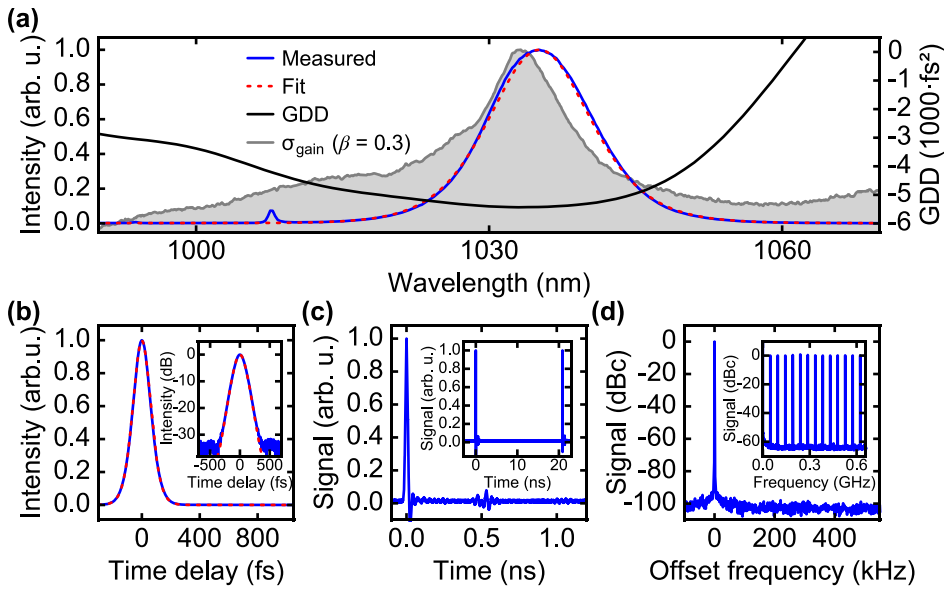 (a)
1.0
0.8
0.6
0.4
0.2
0.0
Intensity (arb. u.)
Measured
Fit
GDD
σgain (β = 0.3)
0
-1
-2
-3
-4
-5
-6
GDD (1000·fs²)
1000
1030
1060
Wavelength (nm)
(b)
1.0
0.8
0.6
0.4
0.2
0.0
Intensity (arb.u.)
0
400
800
Time delay (fs)
0
-10
-20
-30
Intensity (dB)
-500
0
500
Time delay (fs)
(c)
1.0
0.8
0.6
0.4
0.2
0.0
Signal (arb. u.)
0.0
0.5
1.0
Time (ns)
1.0
0.8
0.6
0.4
0.2
0.0
Signal (arb. u.)
0
10
20
Time (ns)
(d)
0
-20
-40
-60
-80
-100
Signal (dBc)
0
200
400
Offset frequency (kHz)
0
-20
-40
-60
Signal (dBc)
0.0
0.3
0.6
Frequency (GHz)